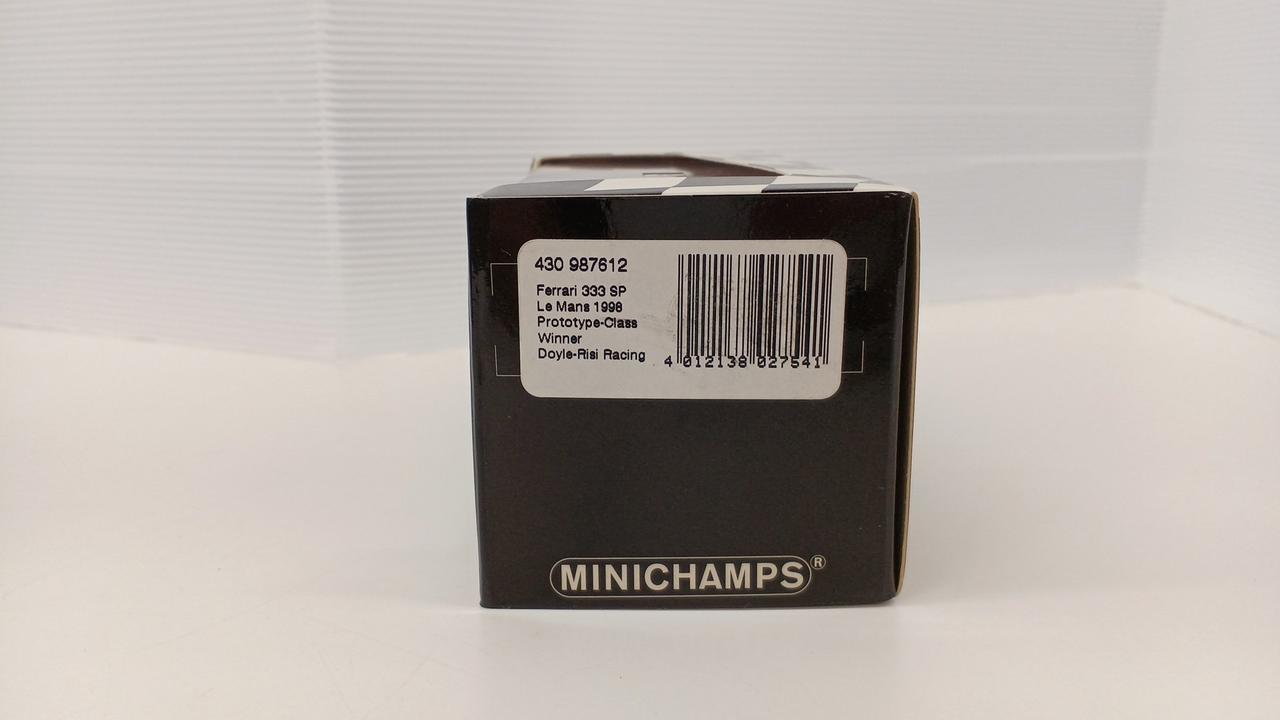 430 987612
Ferrari 333 SP
Le Mans 1998
Prototype-Class
Winner
Doyle-Risi Racing
4 012138 027541
MINICHAMPS®